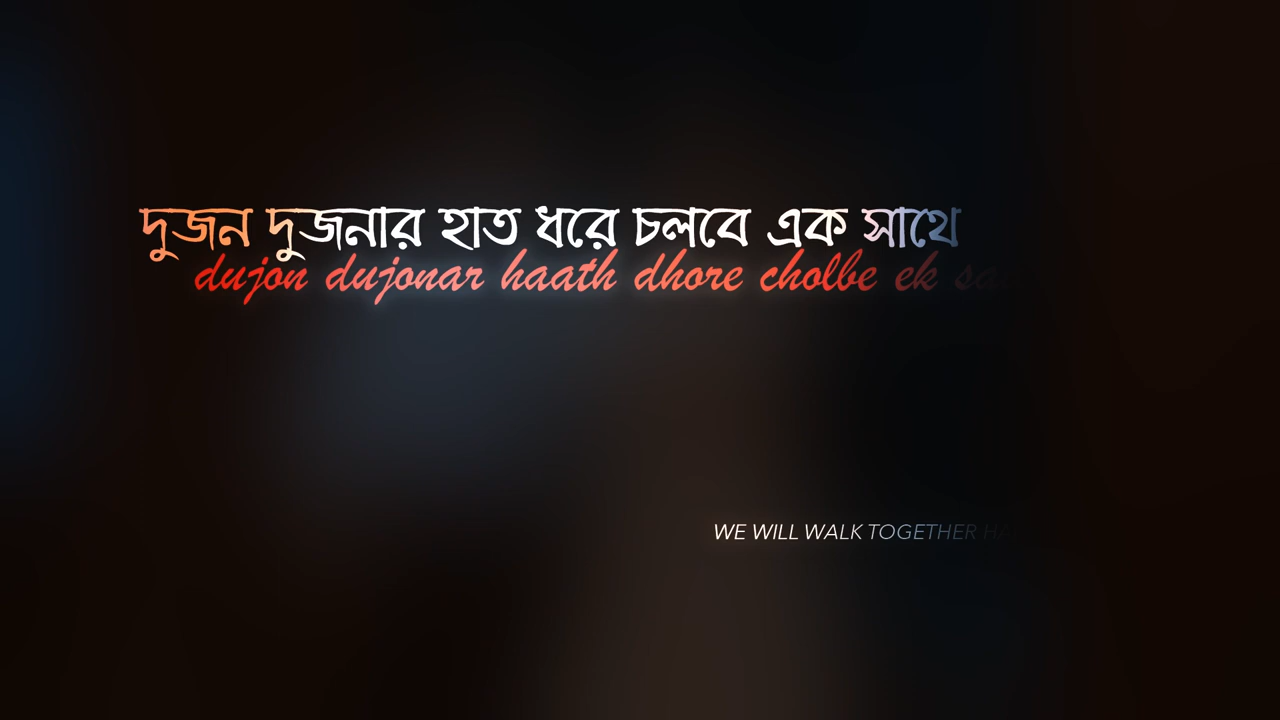 দুজন দুজনার হাত ধরে চলবে এক সাথে
dujon dujonar haath dhore cholbe ek
WE WILL WALK TOGETHER